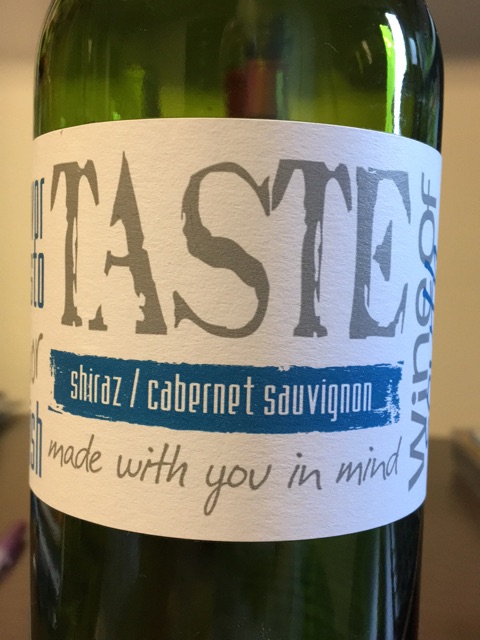 TASTE
shiraz / cabernet sauvignon
made with you in mind
Wine OF